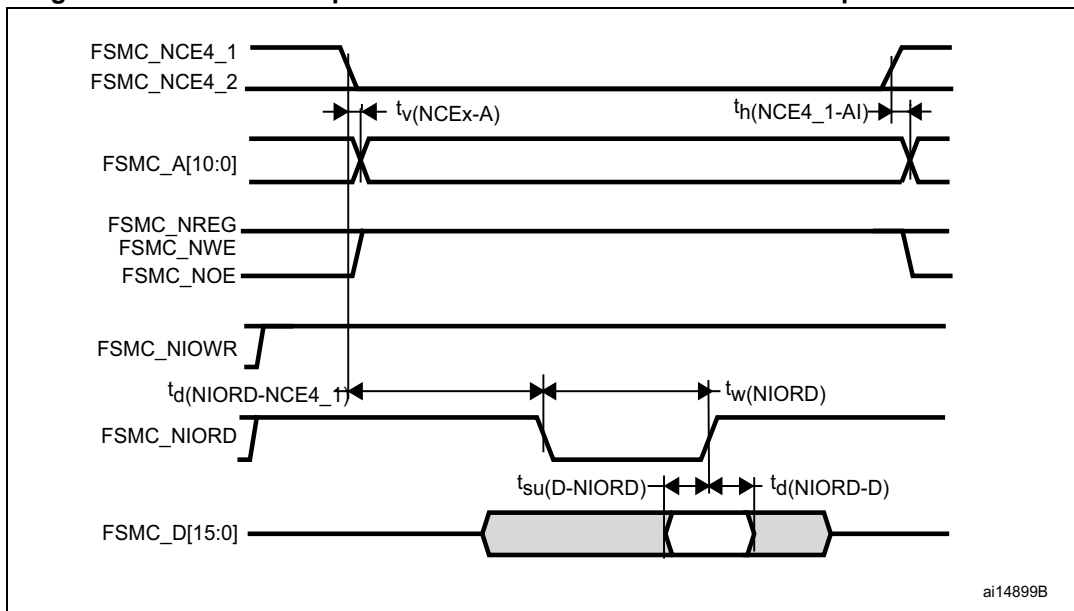 FSMC_NCE4_1
FSMC_NCE4_2
tv(NCEx-A)
th(NCE4_1-AI)
FSMC_A[10:0]
FSMC_NREG
FSMC_NWE
FSMC_NOE
FSMC_NIOWR
td(NIORD-NCE4_1)
tw(NIORD)
FSMC_NIORD
tsu(D-NIORD)
td(NIORD-D)
FSMC_D[15:0]
ai14899B